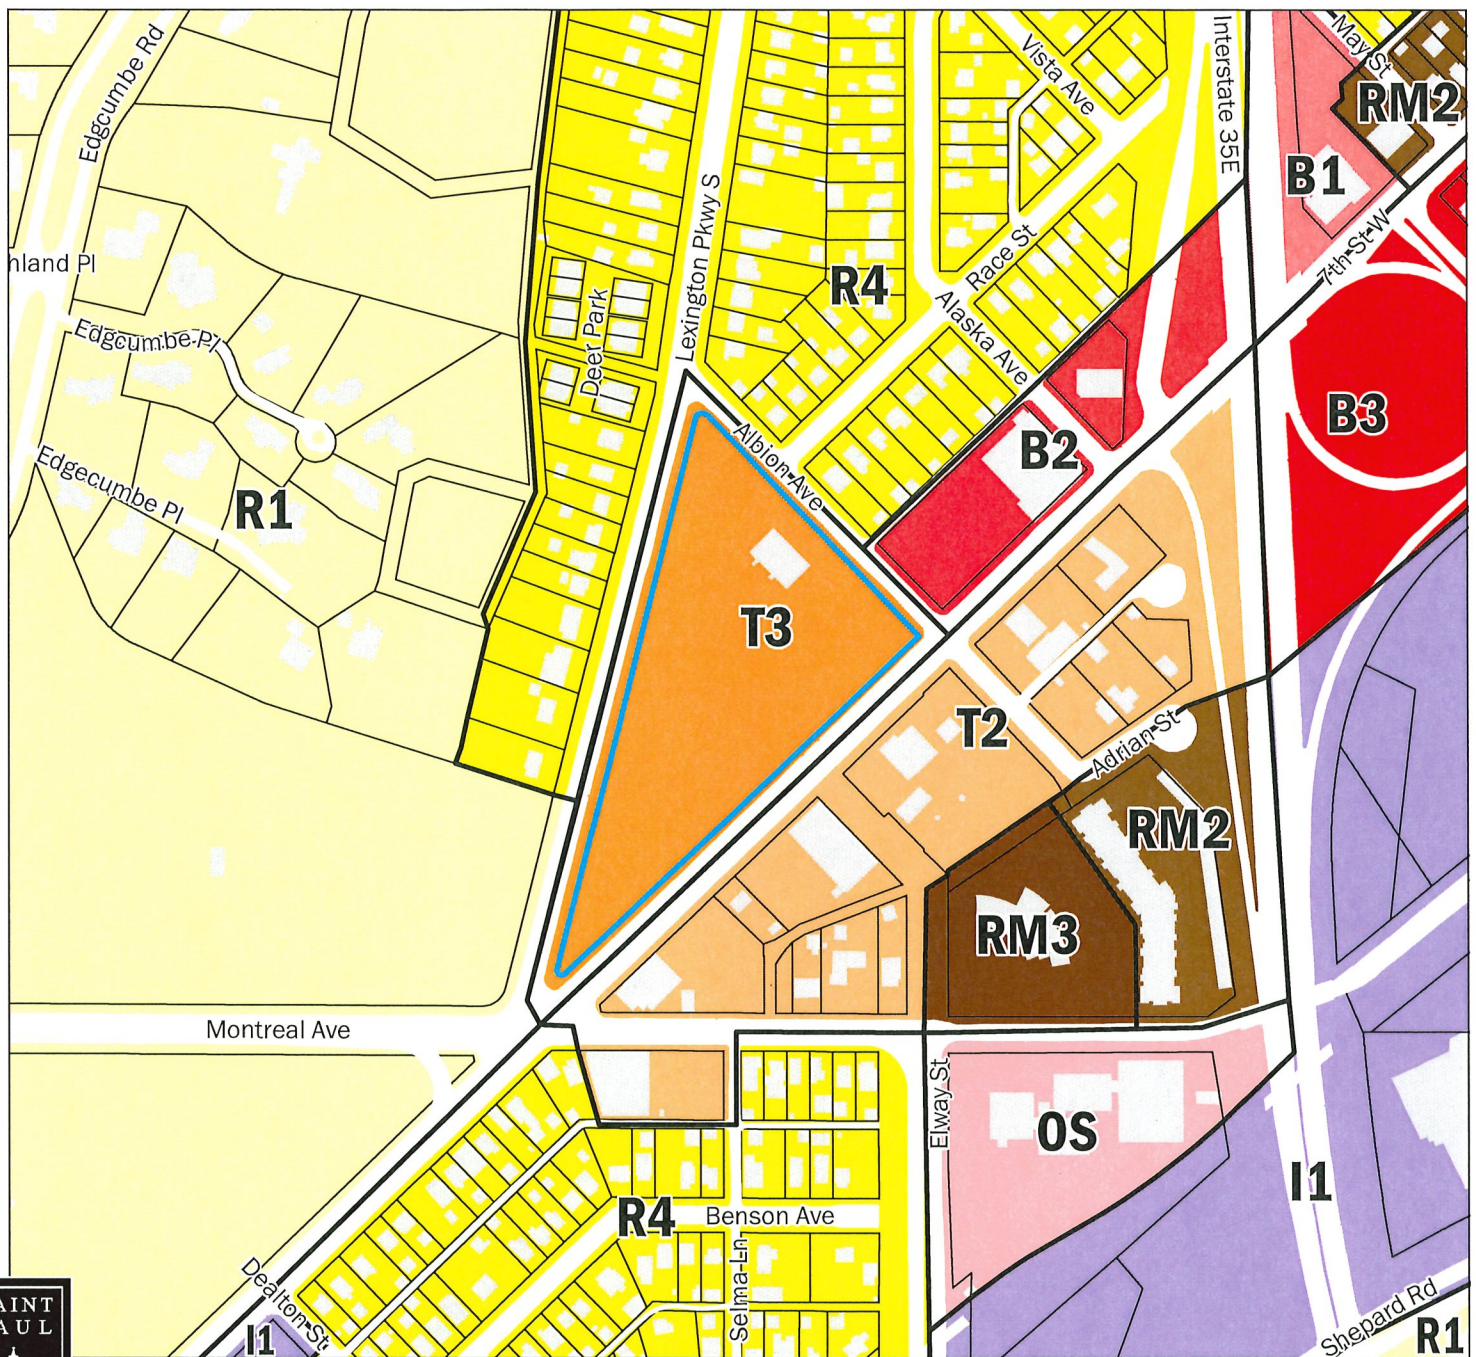 Edgcumbe Rd
Vista Ave
Interstate 35E
May St
RM2
B1
Lexington Pkwy S
7th St W
hland Pl
Race St
R4
Edgcumbe Pl
Deer Park
Alaska Ave
B3
B2
Albion Ave
Edgecumbe Pl
R1
T3
T2
Adrian St
RM2
RM3
Montreal Ave
Elway St
OS
I1
R4
Benson Ave
Selma Ln
Dealton St
Shepard Rd
AINT
AUL
I1
R1